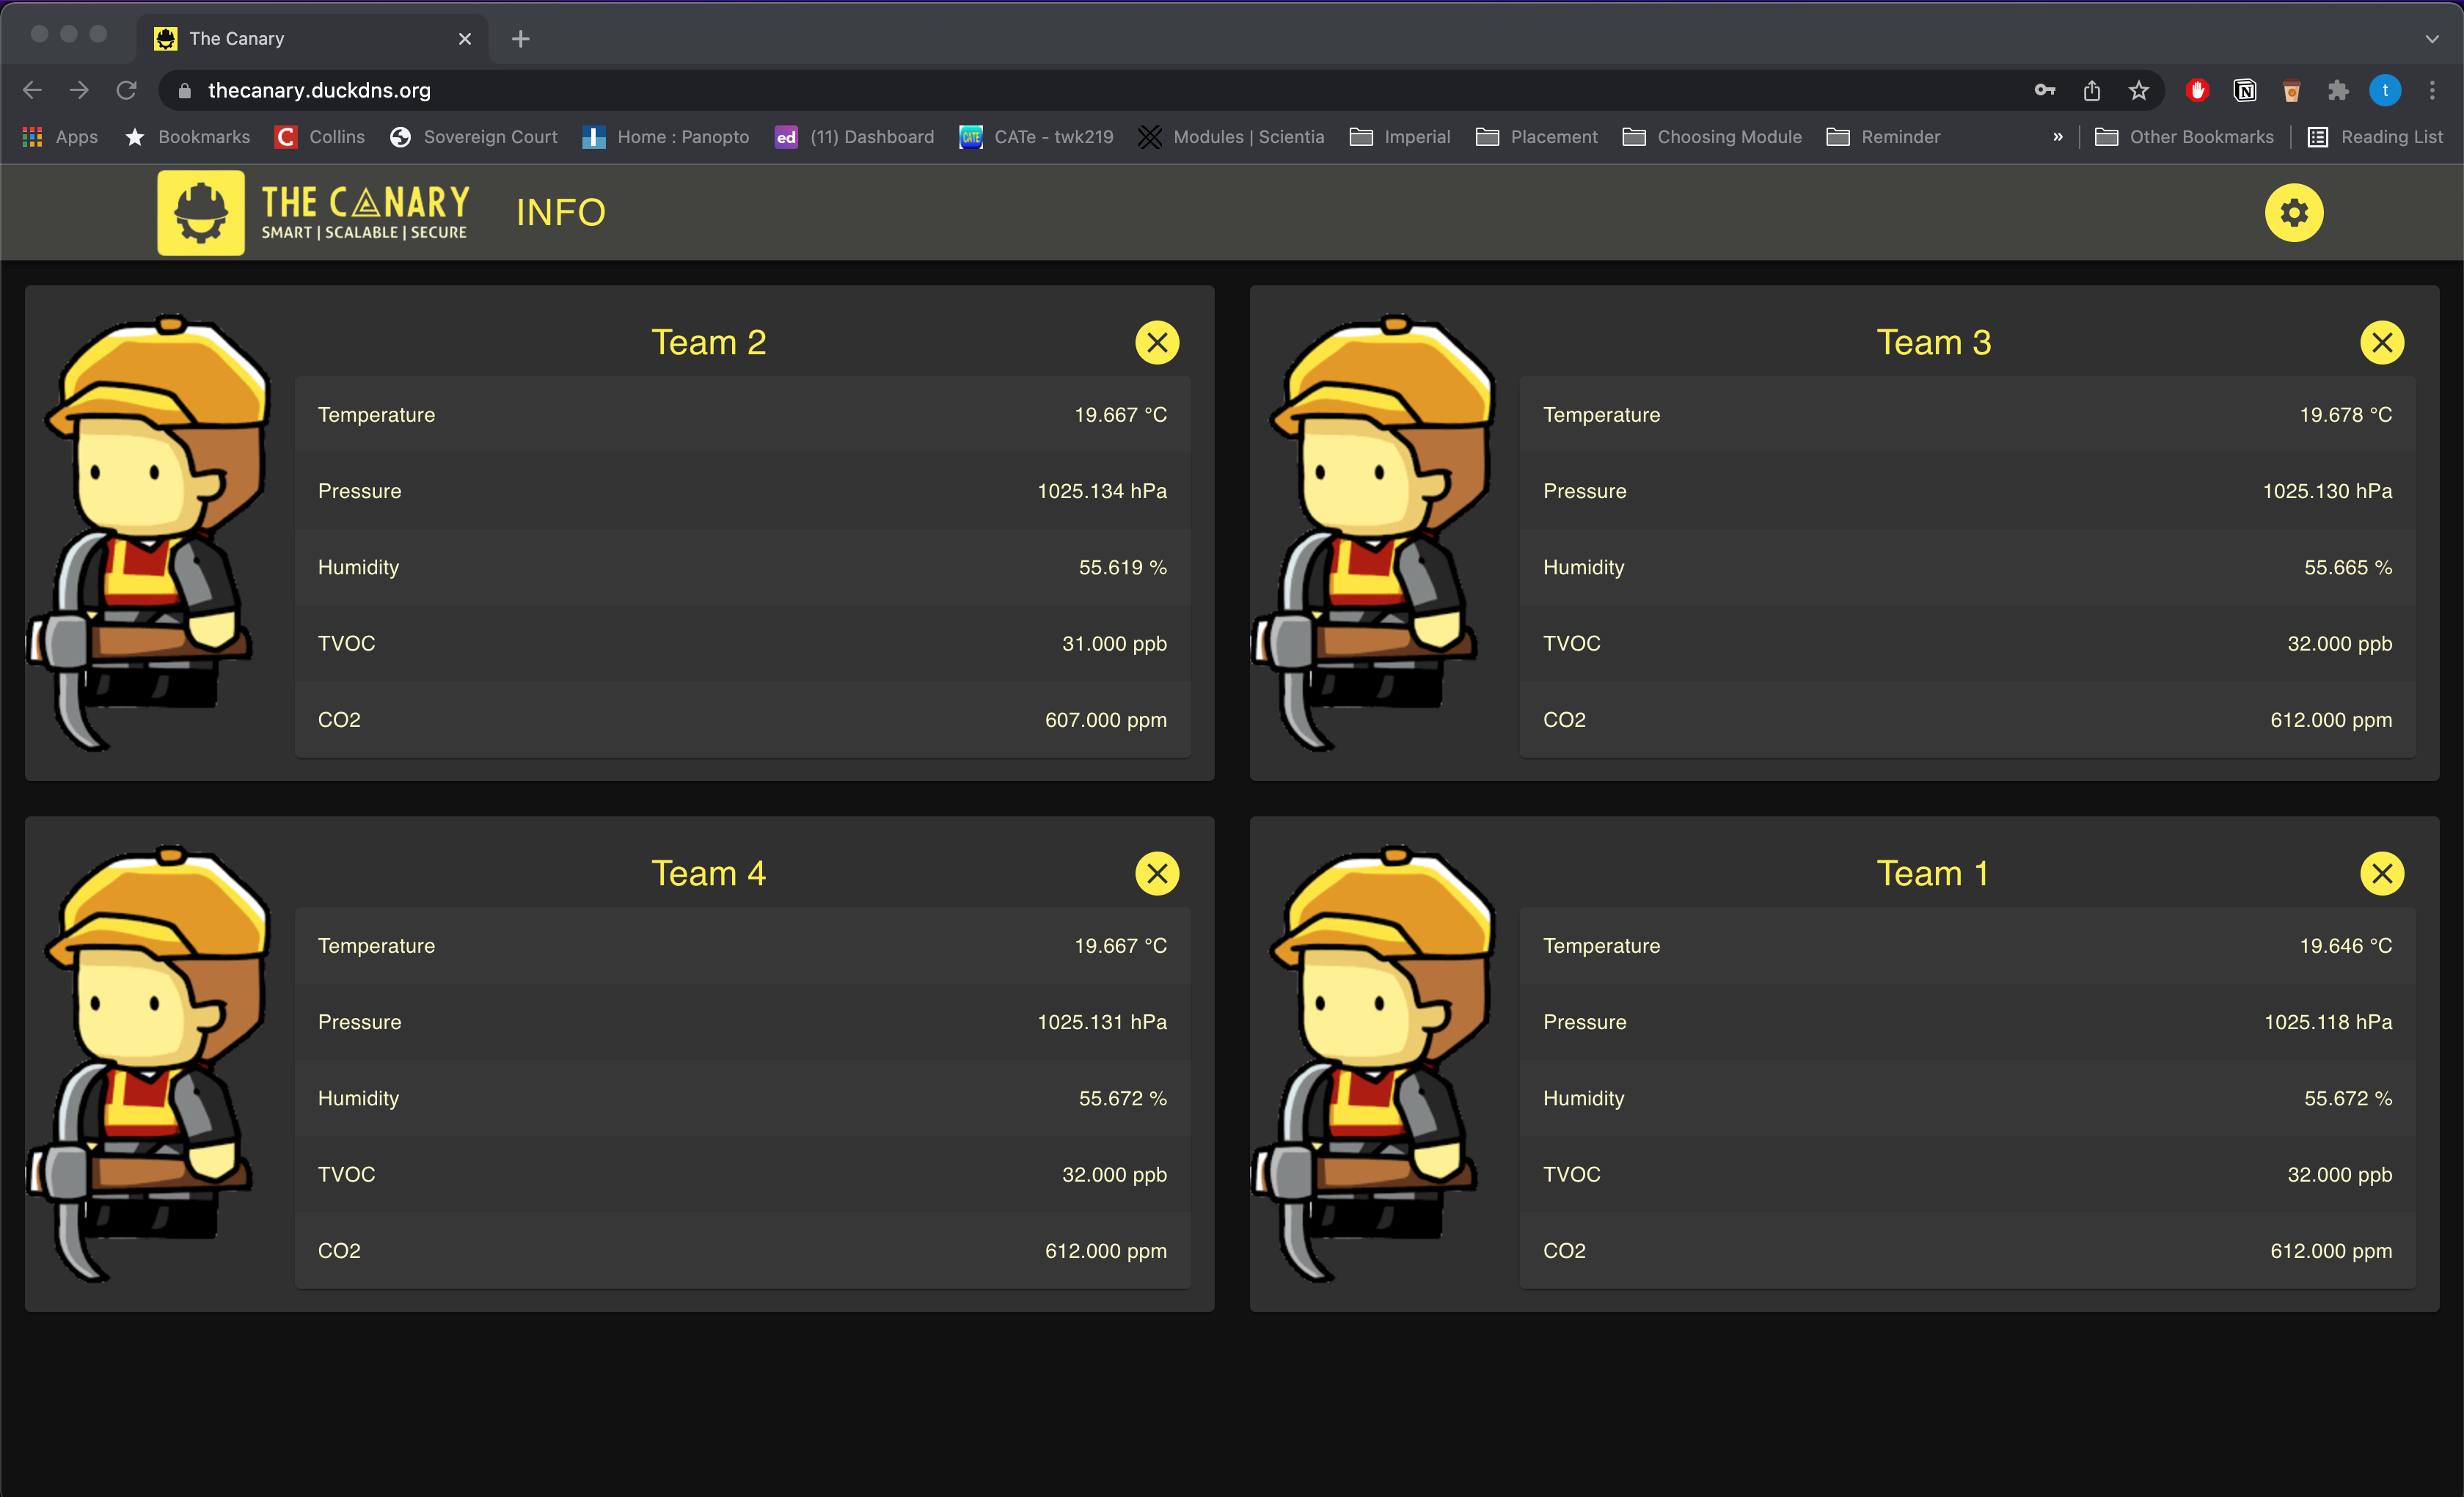 The Canary
thecanary.duckdns.org
Apps Bookmarks Collins Sovereign Court Home : Panopto ed (11) Dashboard CATe CATe - twk219 Modules | Scientia Imperial Placement Choosing Module Reminder » Other Bookmarks Reading List
THE CANARY INFO
SMART | SCALABLE | SECURE
Team 2
Temperature 19.667 °C
Pressure 1025.134 hPa
Humidity 55.619 %
TVOC 31.000 ppb
CO2 607.000 ppm
Team 3
Temperature 19.678 °C
Pressure 1025.130 hPa
Humidity 55.665 %
TVOC 32.000 ppb
CO2 612.000 ppm
Team 4
Temperature 19.667 °C
Pressure 1025.131 hPa
Humidity 55.672 %
TVOC 32.000 ppb
CO2 612.000 ppm
Team 1
Temperature 19.646 °C
Pressure 1025.118 hPa
Humidity 55.672 %
TVOC 32.000 ppb
CO2 612.000 ppm